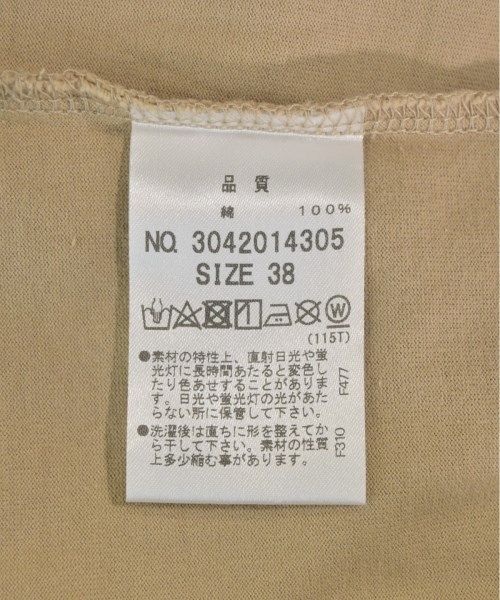 品質
綿 100%
NO. 3042014305
SIZE 38
W
(115T)
●素材の特性上、直射日光や蛍
光灯に長時間あたると変色し
たり色あせすることがありま
す。日光や蛍光灯の光があた
らない所に保管して下さい。
F477
●洗濯後は直ちに形を整えてか
ら干して下さい。素材の性質
上多少縮む事があります。
F310